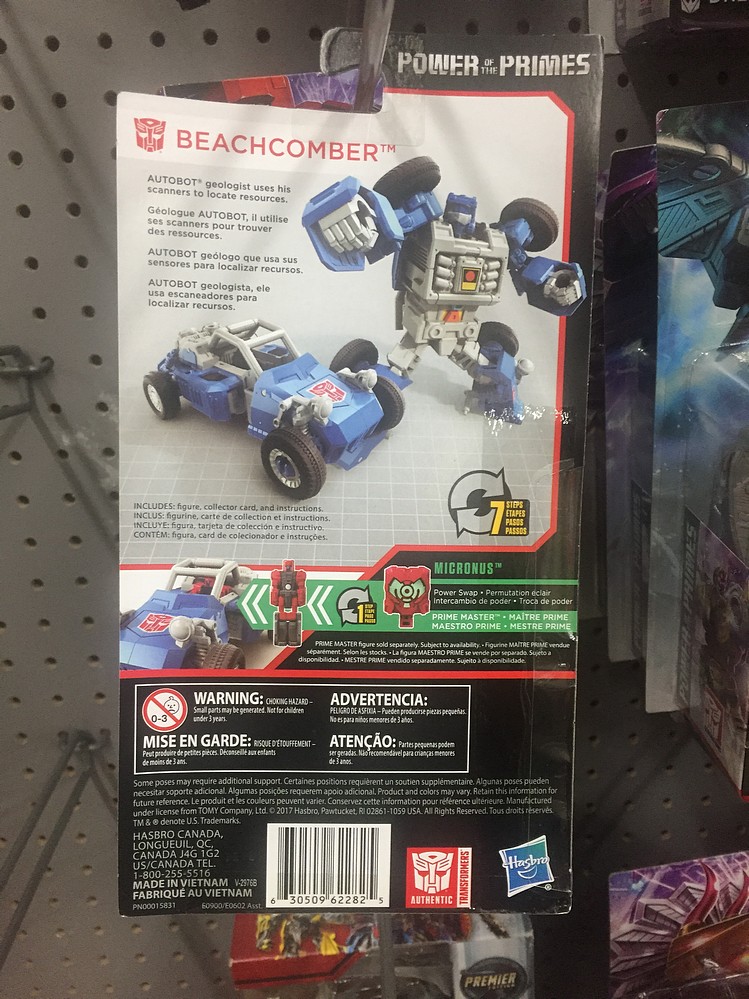 POWER OF THE PRIMES
BEACHCOMBER™
AUTOBOT® geologist uses his
scanners to locate resources.
Géologue AUTOBOT, il utilise
ses scanners pour trouver
des ressources.
AUTOBOT geólogo que usa sus
sensores para localizar recursos.
AUTOBOT geologista, ele
usa escaneadores para
localizar recursos.
INCLUDES: figure, collector card, and instructions.
INCLUS: figurine, carte de collection et instructions.
INCLUYE: figura, tarjeta de colección e instructivo.
CONTÉM: figura, card de colecionador e instruções.
7 STEPS
ÉTAPES
PASOS
PASSOS
MICRONUS™
1 STEP
ÉTAPE
PASO
PASSO
Power Swap • Permutation éclair
Intercambio de poder • Troca de poder
PRIME MASTER™ • MAÎTRE PRIME
MAESTRO PRIME • MESTRE PRIME
PRIME MASTER figure sold separately. Subject to availability. • Figurine MAÎTRE PRIME vendue
séparément. Selon les stocks. • La figura MAESTRO PRIME se vende por separado. Sujeto a
disponibilidad. • MESTRE PRIME vendido separadamente. Sujeito à disponibilidade.
0-3
WARNING: CHOKING HAZARD –
Small parts may be generated. Not for children
under 3 years.
ADVERTENCIA:
PELIGRO DE ASFIXIA – Pueden producirse piezas pequeñas.
No es para niños menores de 3 años.
MISE EN GARDE: RISQUE D'ÉTOUFFEMENT –
Peut produire de petites pièces. Déconseillé aux enfants
de moins de 3 ans.
ATENÇÃO: Partes pequenas podem
ser geradas. Não recomendável para crianças menores
de 3 anos.
Some poses may require additional support. Certaines positions requièrent un soutien supplémentaire. Algunas poses pueden
necesitar soporte adicional. Algumas posições requerem apoio adicional. Product and colors may vary. Retain this information for
future reference. Le produit et les couleurs peuvent varier. Conservez cette information pour référence ultérieure. Manufactured
under license from TOMY Company, Ltd. © 2017 Hasbro, Pawtucket, RI 02861-1059 USA. All Rights Reserved. Tous droits réservés.
TM & ® denote U.S. Trademarks.
HASBRO CANADA,
LONGUEUIL, QC,
CANADA J4G 1G2
US/CANADA TEL.
1-800-255-5516
MADE IN VIETNAM V-2976B
FABRIQUÉ AU VIETNAM
PN00015831 E0900/E0602 Asst.
6 30509 62282 5
AUTHENTIC
TRANSFORMERS
Hasbro®
PREMIER
EDITION